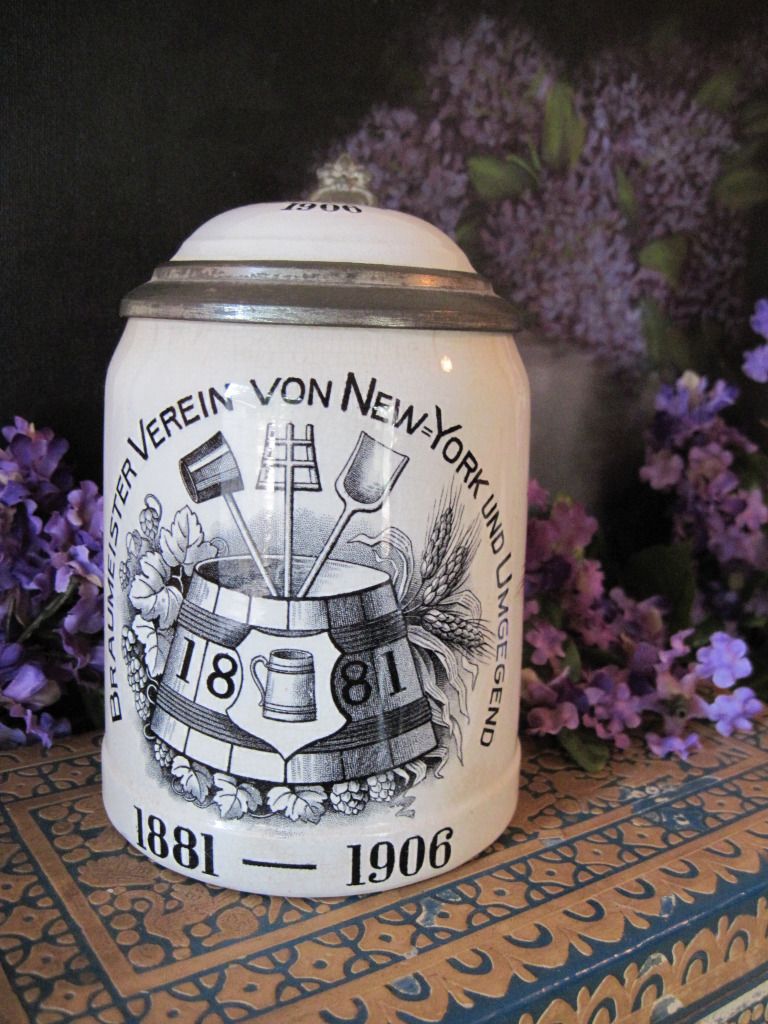 1906
BRAUMEISTER VEREIN VON NEW=YORK UND UMGEGEND
18 81
1881 — 1906